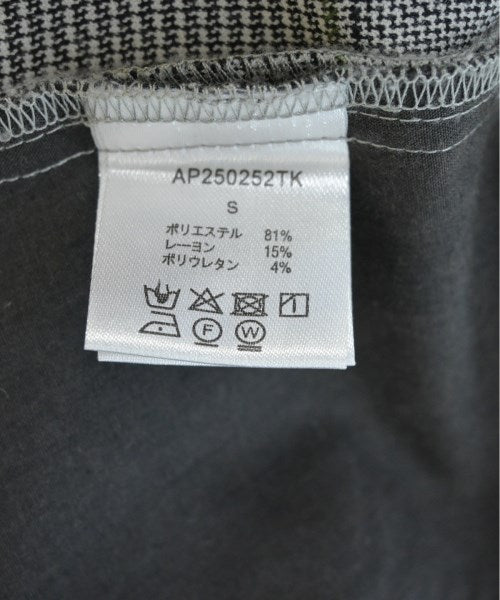 AP250252TK
S
ポリエステル 81%
レーヨン 15%
ポリウレタン 4%
F W